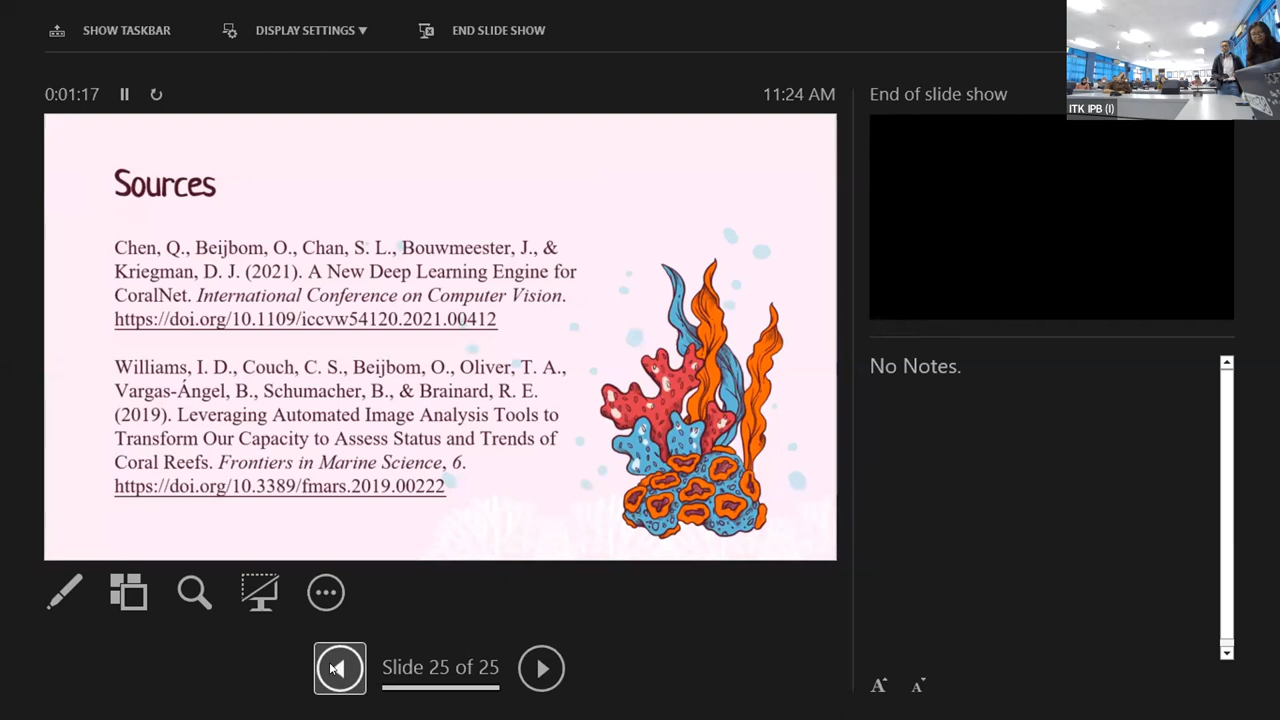 SHOW TASKBAR
DISPLAY SETTINGS ▼
END SLIDE SHOW
ITK IPB (I)
0:01:17
11:24 AM
End of slide show
Sources
Chen, Q., Beijbom, O., Chan, S. L., Bouwmeester, J., &
Kriegman, D. J. (2021). A New Deep Learning Engine for
CoralNet. International Conference on Computer Vision.
https://doi.org/10.1109/iccvw54120.2021.00412
Williams, I. D., Couch, C. S., Beijbom, O., Oliver, T. A.,
Vargas-Ángel, B., Schumacher, B., & Brainard, R. E.
(2019). Leveraging Automated Image Analysis Tools to
Transform Our Capacity to Assess Status and Trends of
Coral Reefs. Frontiers in Marine Science, 6.
https://doi.org/10.3389/fmars.2019.00222
No Notes.
Slide 25 of 25
A A